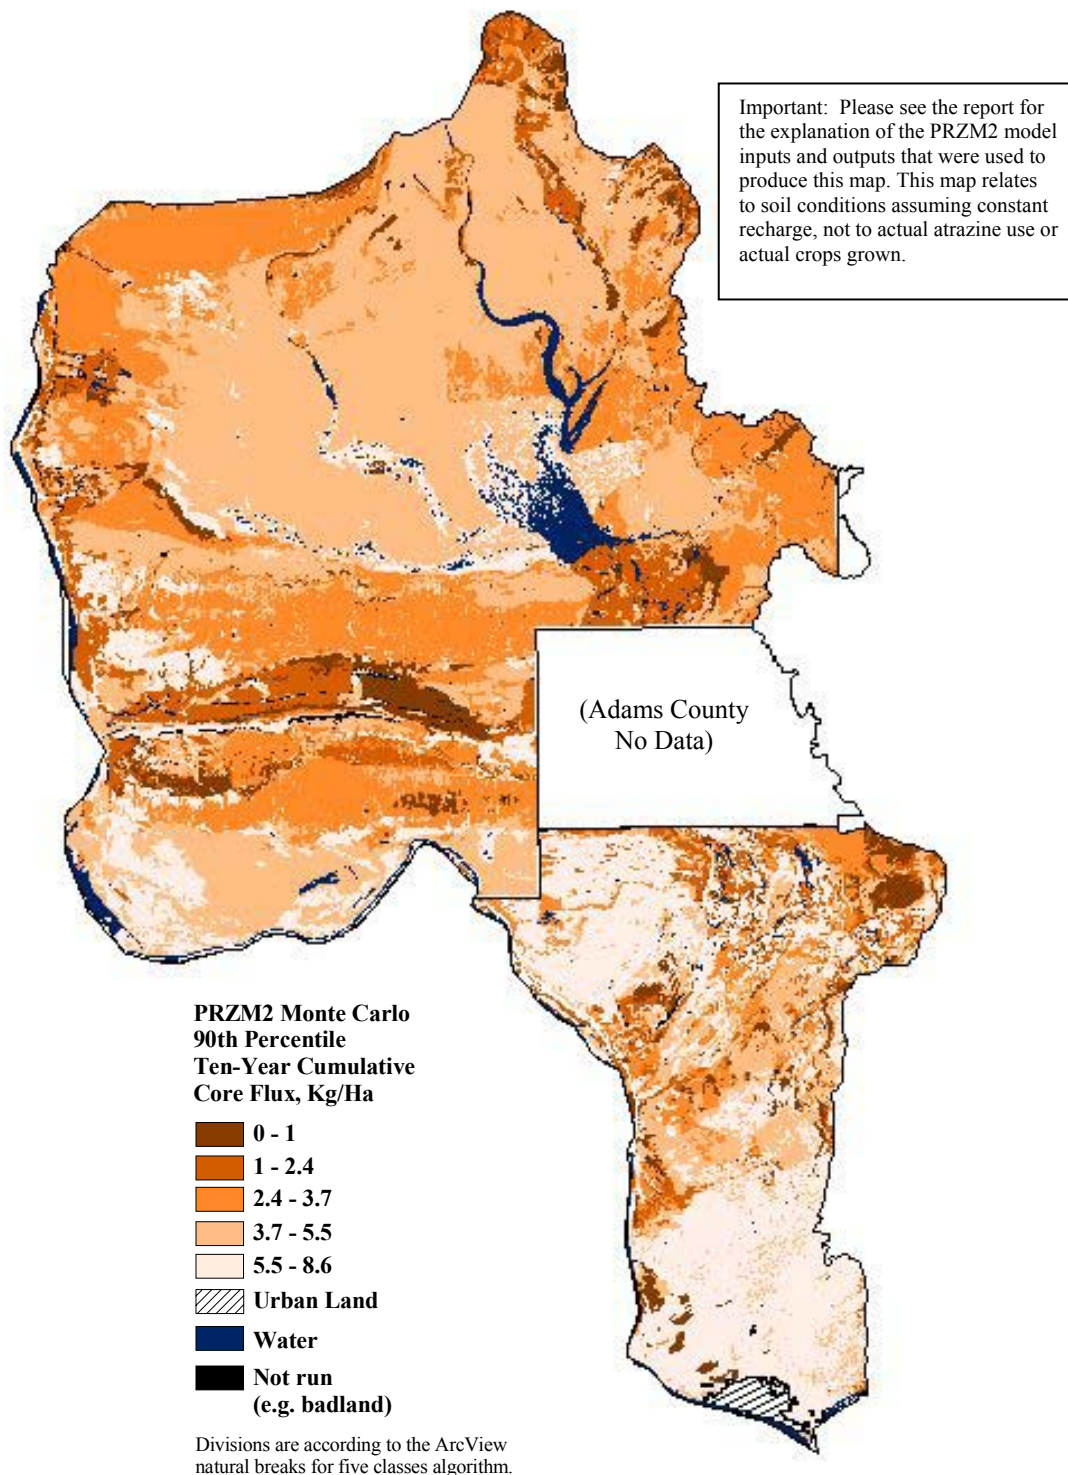 Important:  Please see the report for
the explanation of the PRZM2 model
inputs and outputs that were used to
produce this map. This map relates
to soil conditions assuming constant
recharge, not to actual atrazine use or
actual crops grown.
(Adams County
No Data)
PRZM2 Monte Carlo
90th Percentile
Ten-Year Cumulative
Core Flux, Kg/Ha
0 - 1
1 - 2.4
2.4 - 3.7
3.7 - 5.5
5.5 - 8.6
Urban Land
Water
Not run
(e.g. badland)
Divisions are according to the ArcView
natural breaks for five classes algorithm.